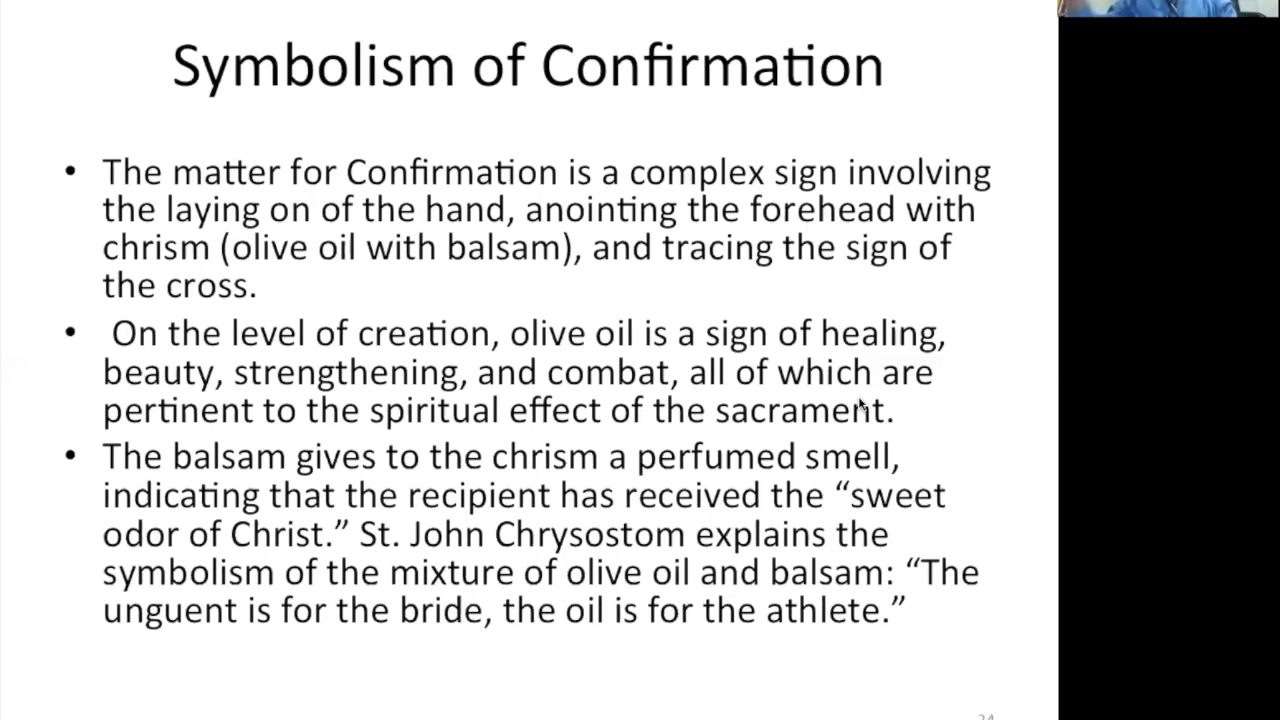 Symbolism of Confirmation
• The matter for Confirmation is a complex sign involving
the laying on of the hand, anointing the forehead with
chrism (olive oil with balsam), and tracing the sign of
the cross.
• On the level of creation, olive oil is a sign of healing,
beauty, strengthening, and combat, all of which are
pertinent to the spiritual effect of the sacrament.
• The balsam gives to the chrism a perfumed smell,
indicating that the recipient has received the “sweet
odor of Christ.” St. John Chrysostom explains the
symbolism of the mixture of olive oil and balsam: “The
unguent is for the bride, the oil is for the athlete.”